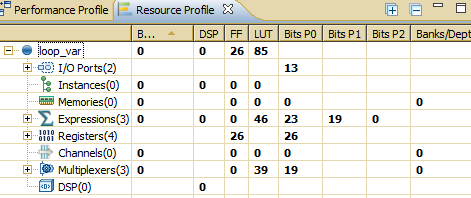 Performance Profile Resource Profile
B... DSP FF LUT Bits P0 Bits P1 Bits P2 Banks/Dept
loop_var 0 0 26 85
I/O Ports(2) 13
Instances(0) 0 0 0 0
Memories(0) 0 0 0 0 0
Expressions(3) 0 0 0 46 23 19 0
Registers(4) 26 26
Channels(0) 0 0 0 0 0
Multiplexers(3) 0 0 39 19 0
DSP(0) 0